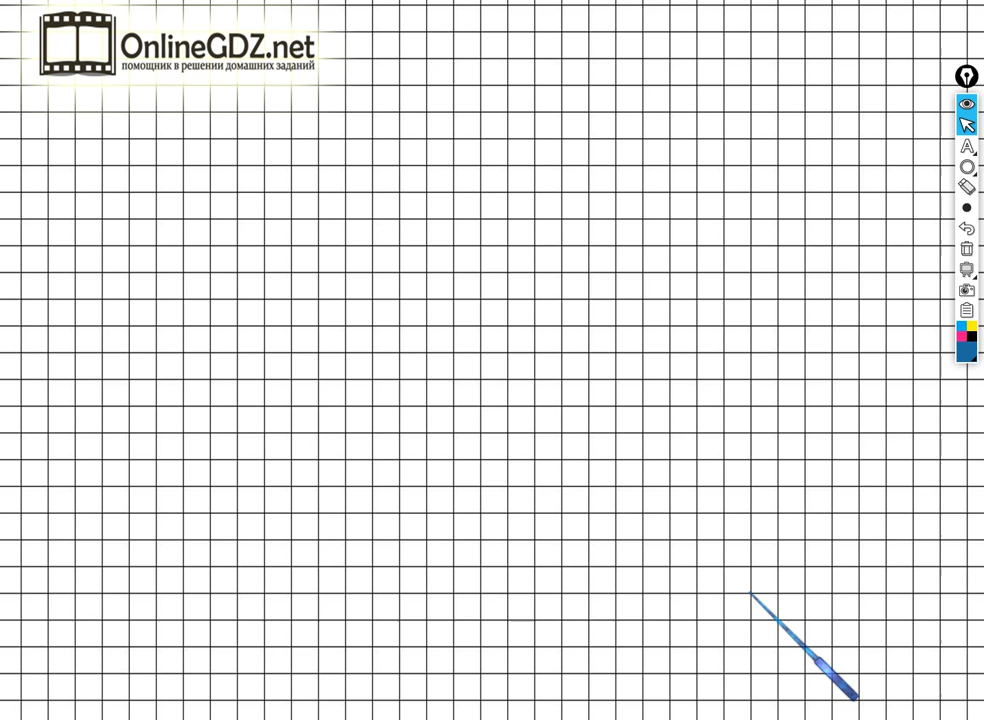 OnlineGDZ.net
помощник в решении домашних заданий
A